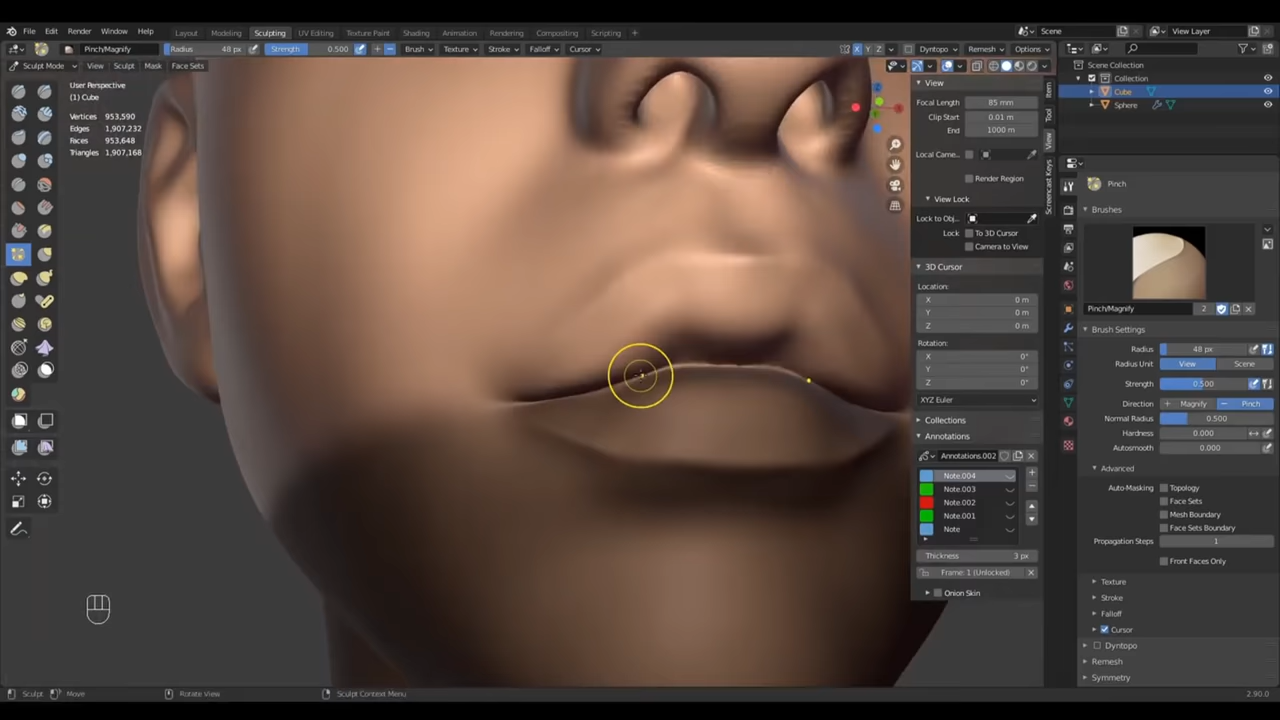 File Edit Render Window Help Layout Modeling Sculpting UV Editing Texture Paint Shading Animation Rendering Compositing Scripting + Scene View Layer
Pinch/Magnify Radius 48 px Strength 0.500 + − Brush Texture Stroke Falloff Cursor X Y Z Dyntopo Remesh Options
Sculpt Mode View Sculpt Mask Face Sets
Scene Collection
Collection
Cube
Sphere
User Perspective
(1) Cube
Vertices 953,590
Edges 1,907,232
Faces 953,648
Triangles 1,907,168
View
Focal Length 85 mm
Clip Start 0.01 m
End 1000 m
Local Came...
Render Region
View Lock
Lock to Obj...
Lock To 3D Cursor
Camera to View
3D Cursor
Location:
X 0 m
Y 0 m
Z 0 m
Rotation:
X 0°
Y 0°
Z 0°
XYZ Euler
Collections
Annotations
Annotations.002
Note.004
Note.003
Note.002
Note.001
Note
Thickness 3 px
Frame: 1 (Unlocked)
Onion Skin
Item
Tool
View
Screencast Keys
Pinch
Brushes
Pinch/Magnify 2
Brush Settings
Radius 48 px
Radius Unit View Scene
Strength 0.500
Direction + Magnify − Pinch
Normal Radius 0.500
Hardness 0.000
Autosmooth 0.000
Advanced
Auto-Masking Topology
Face Sets
Mesh Boundary
Face Sets Boundary
Propagation Steps 1
Front Faces Only
Texture
Stroke
Falloff
Cursor
Dyntopo
Remesh
Symmetry
Sculpt Move Rotate View Sculpt Context Menu 2.90.0